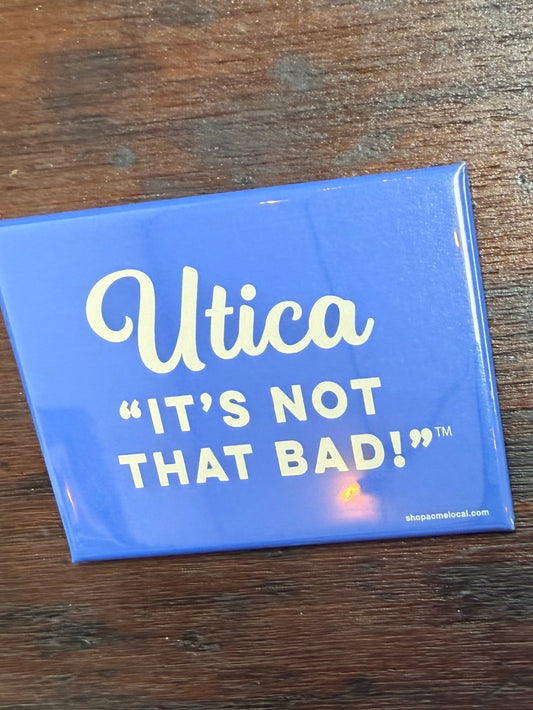 Utica
“IT’S NOT
THAT BAD!”™
shopacmelocal.com